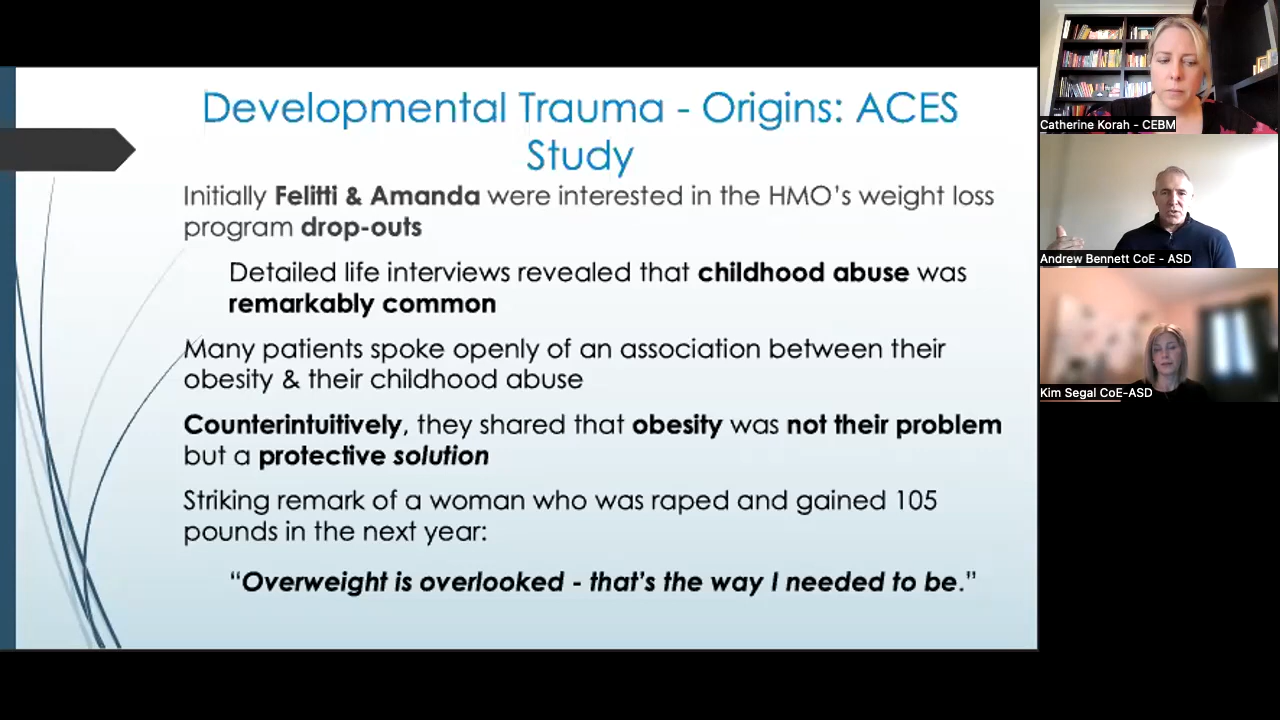 Developmental Trauma - Origins: ACES
Study
Initially Felitti & Amanda were interested in the HMO's weight loss
program drop-outs
Detailed life interviews revealed that childhood abuse was
remarkably common
Many patients spoke openly of an association between their
obesity & their childhood abuse
Counterintuitively, they shared that obesity was not their problem
but a protective solution
Striking remark of a woman who was raped and gained 105
pounds in the next year:
"Overweight is overlooked - that's the way I needed to be."
Catherine Korah - CEBM
Andrew Bennett CoE - ASD
Kim Segal CoE-ASD